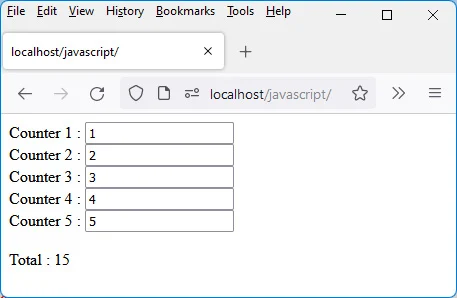 File Edit View History Bookmarks Tools Help
localhost/javascript/
localhost/javascript/
Counter 1 : 1
Counter 2 : 2
Counter 3 : 3
Counter 4 : 4
Counter 5 : 5
Total : 15